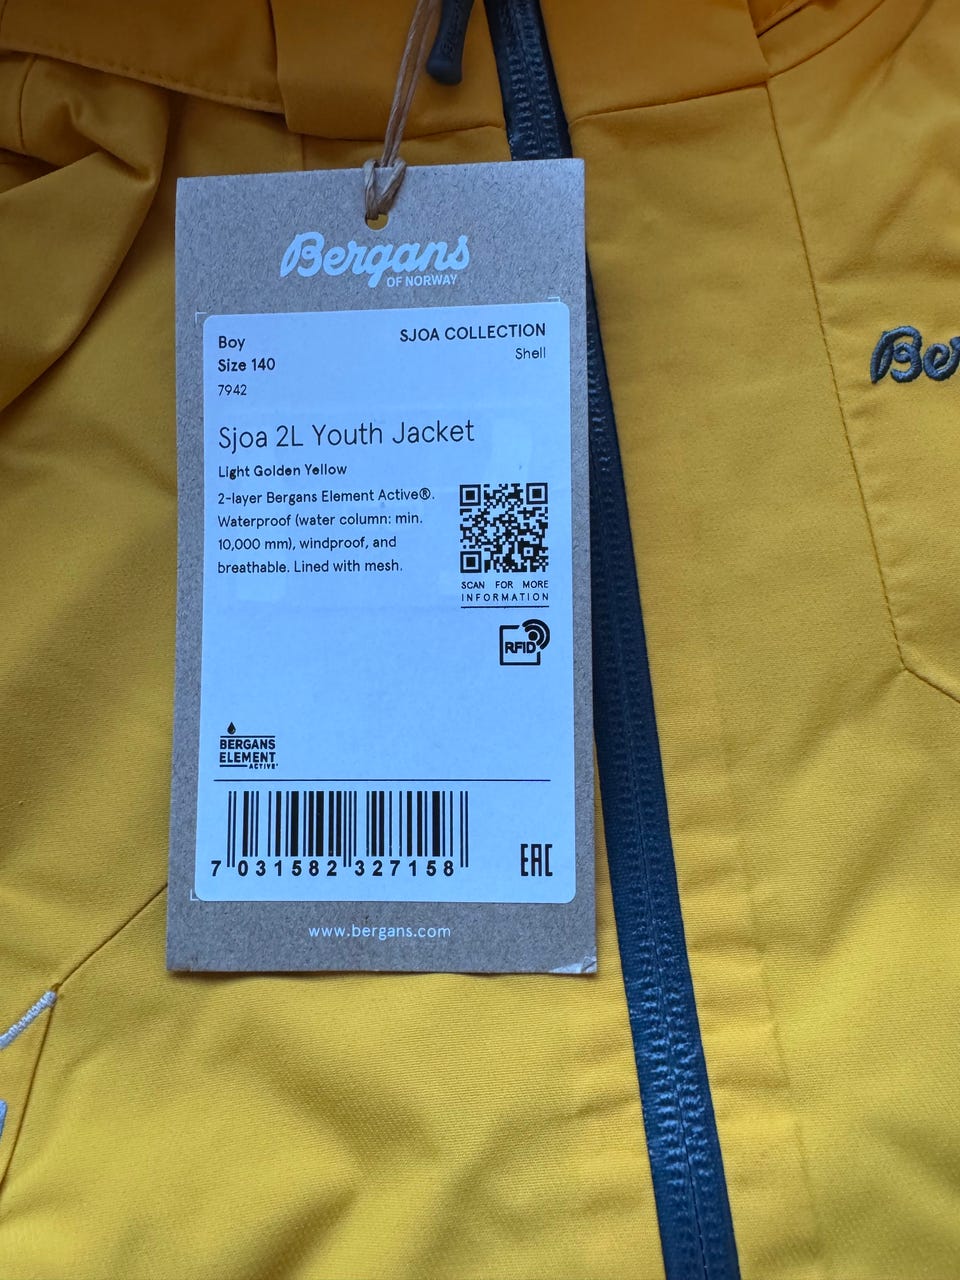 Bergans
OF NORWAY
Boy
SJOA COLLECTION
Size 140
Shell
7942
Sjoa 2L Youth Jacket
Light Golden Yellow
2-layer Bergans Element Active®.
Waterproof (water column: min.
10,000 mm), windproof, and
breathable. Lined with mesh.
SCAN FOR MORE
INFORMATION
RFID
BERGANS
ELEMENT
ACTIVE®
7 031582 327158
EAC
www.bergans.com
Ber